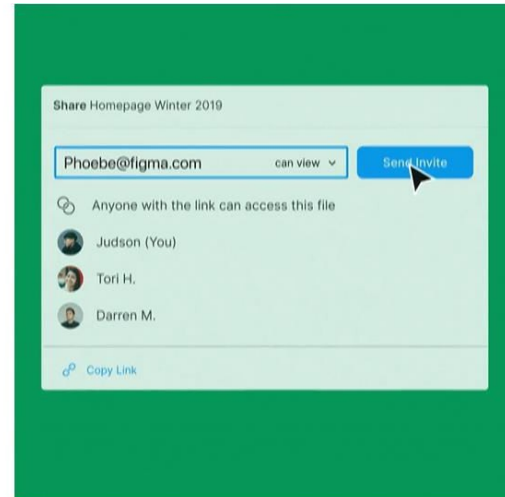 Share Homepage Winter 2019
Phoebe@figma.com can view Send Invite
Anyone with the link can access this file
Judson (You)
Tori H.
Darren M.
Copy Link